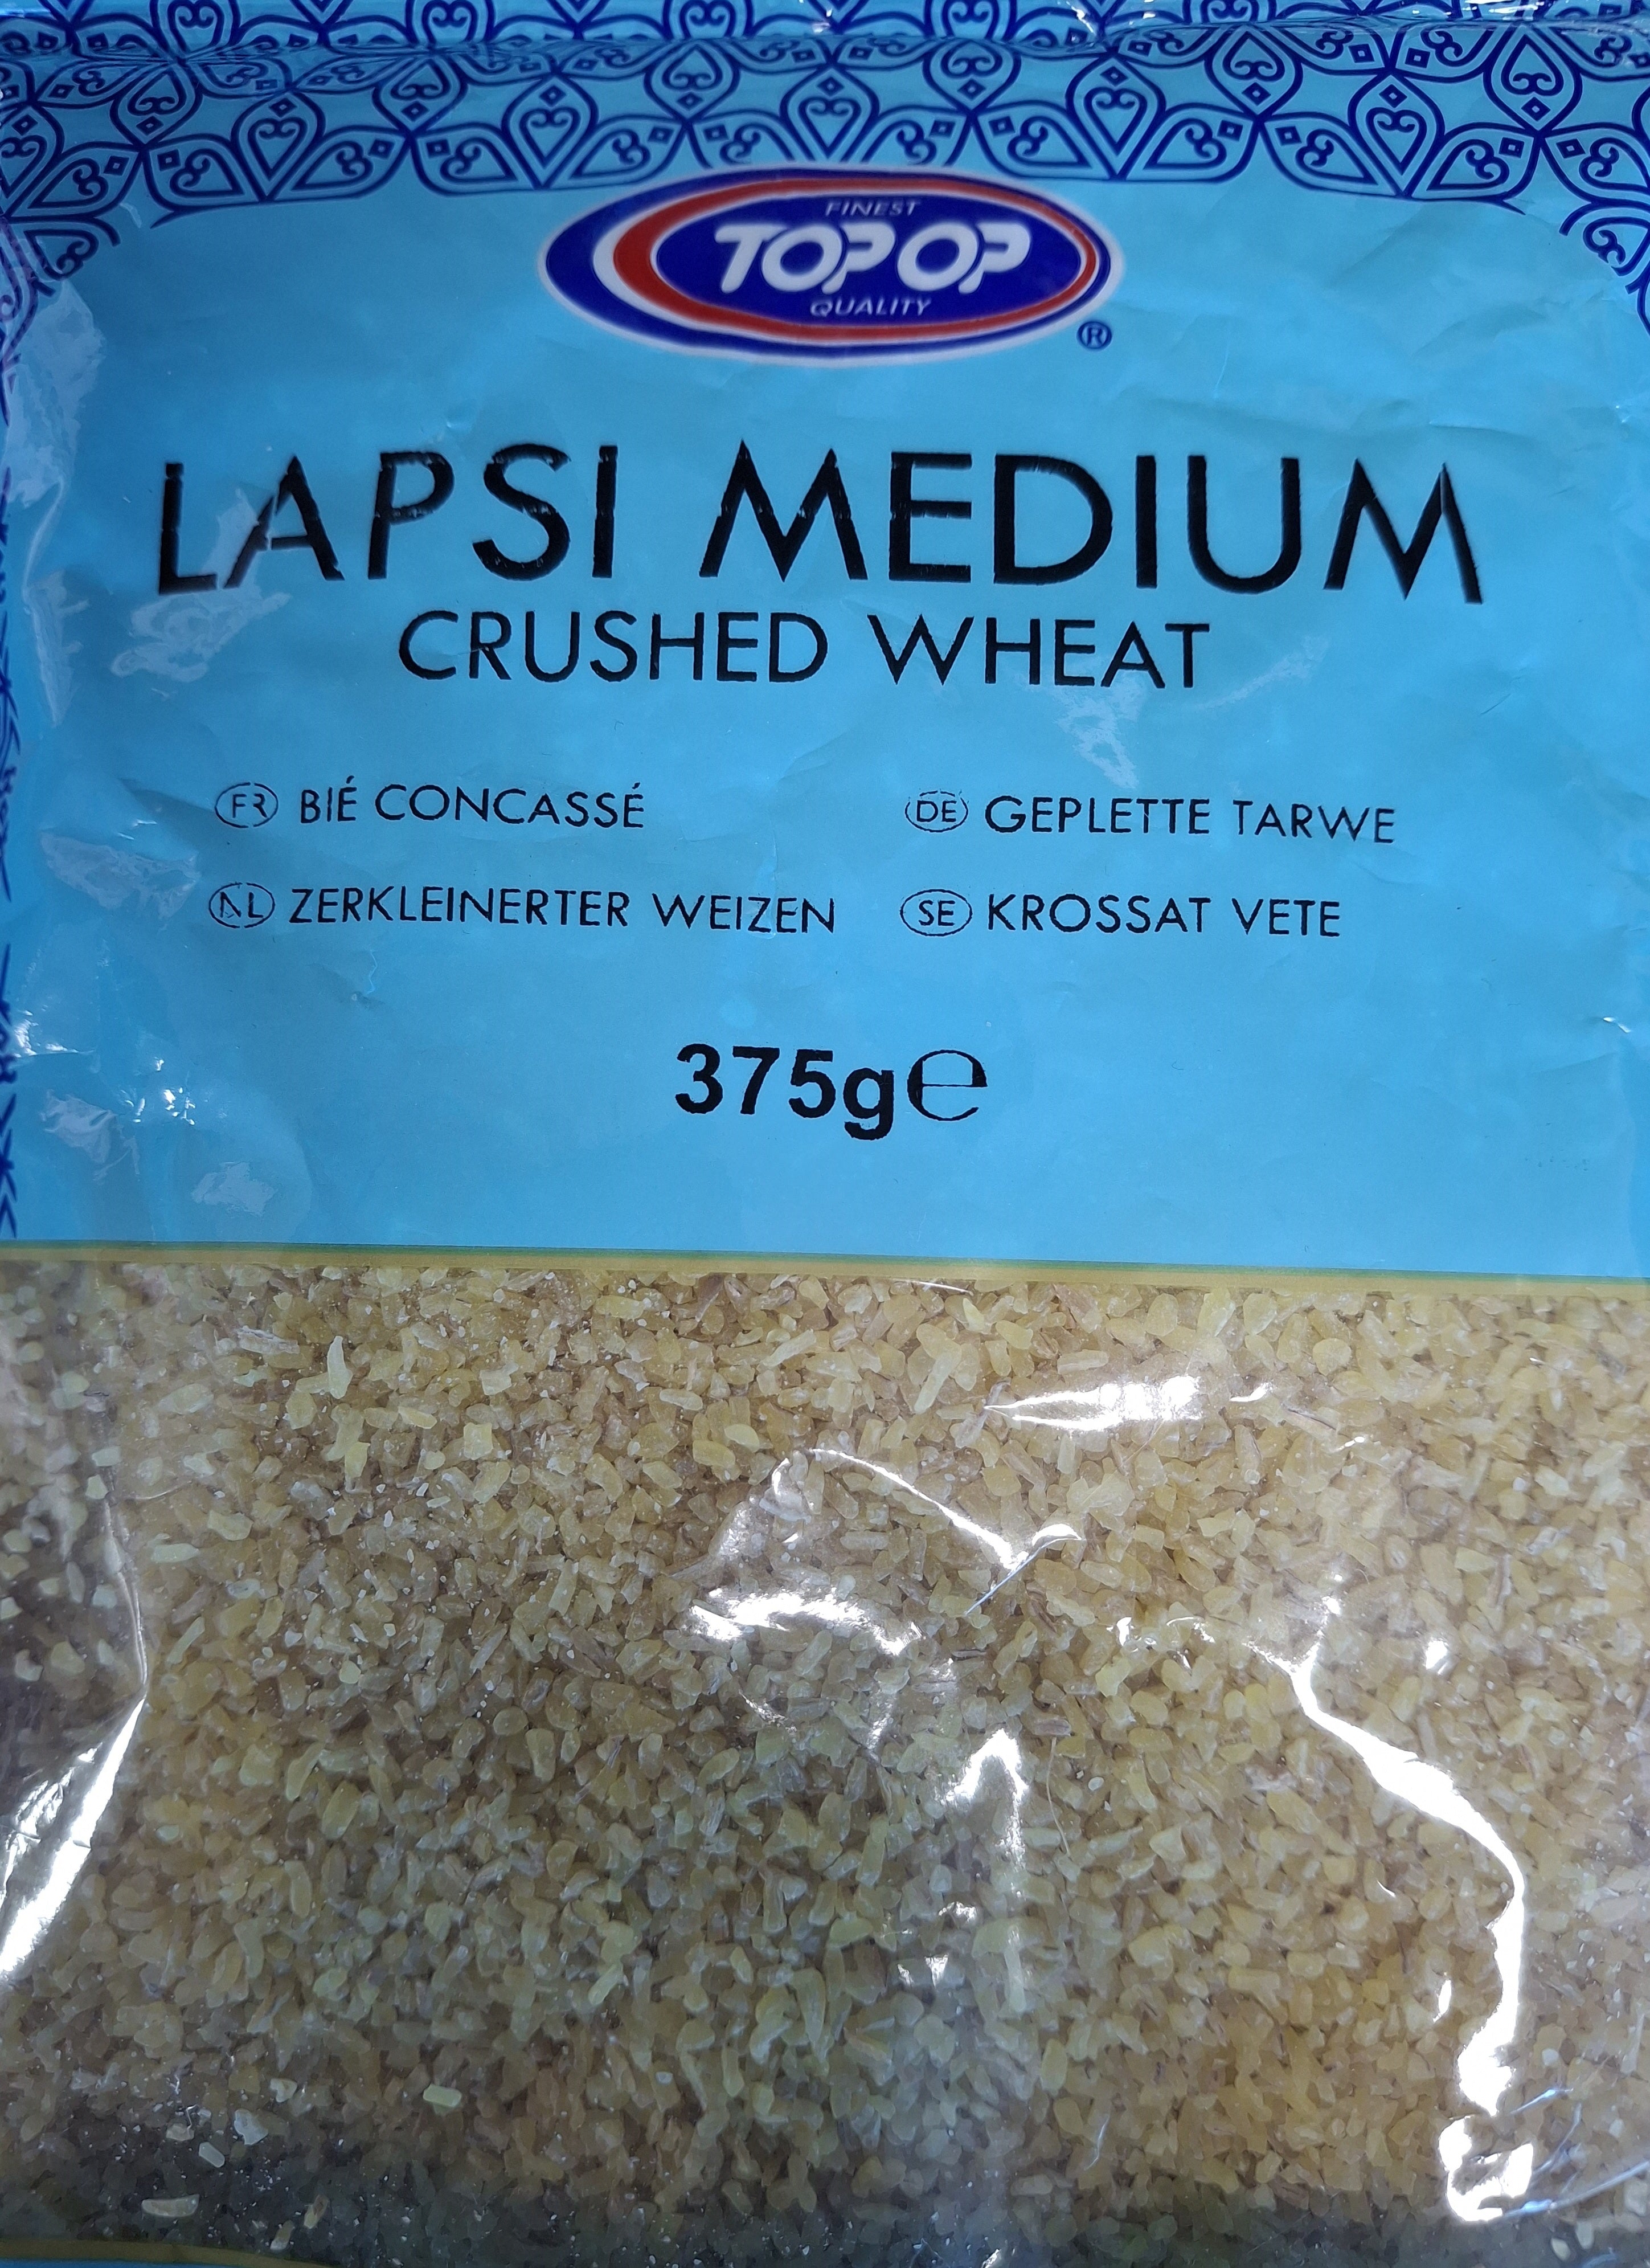 FINEST
TOPOP
QUALITY
®
LAPSI MEDIUM
CRUSHED WHEAT
FR BIÉ CONCASSÉ
DE GEPLETTE TARWE
NL ZERKLEINERTER WEIZEN
SE KROSSAT VETE
375g℮